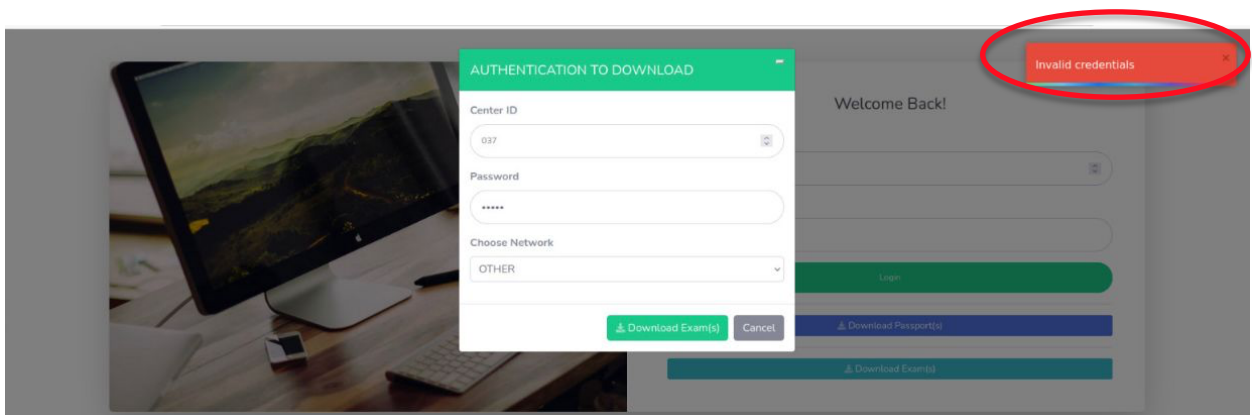 Invalid credentials
×
AUTHENTICATION TO DOWNLOAD
Welcome Back!
Center ID
037
Password
•••••
Choose Network
OTHER
Login
Download Exam(s) Cancel
Download Passport(s)
Download Exam(s)